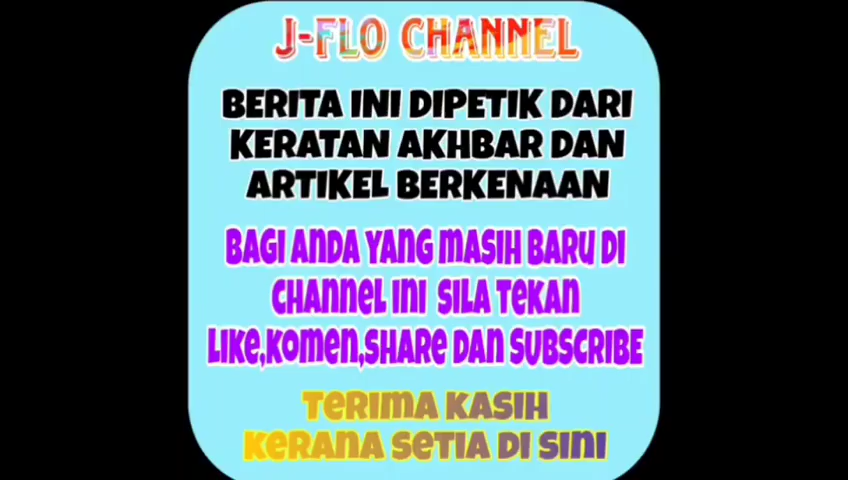 J-FLO CHANNEL
BERITA INI DIPETIK DARI
KERATAN AKHBAR DAN
ARTIKEL BERKENAAN
BAGI ANDA YANG MASIH BARU DI
CHANNEL INI SILA TEKAN
LIKE,KOMEN,SHARE DAN SUBSCRIBE
TERIMA KASIH
KERANA SETIA DI SINI